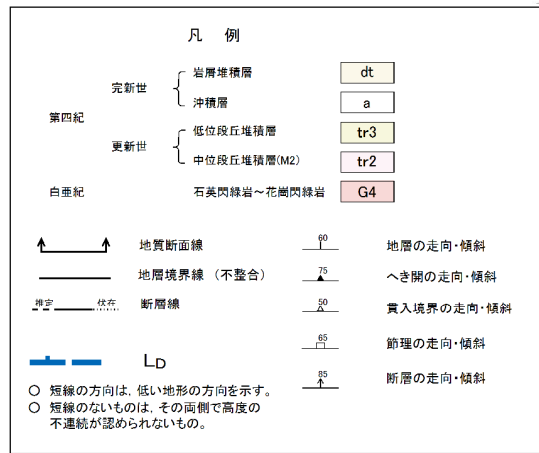 凡 例
完新世
岩屑堆積層
dt
沖積層
a
第四紀
更新世
低位段丘堆積層
tr3
中位段丘堆積層(M2)
tr2
白亜紀
石英閃緑岩～花崗閃緑岩
G4
地質断面線
地層境界線 (不整合)
推定
伏在
断層線
LD
○ 短線の方向は, 低い地形の方向を示す。
○ 短線のないものは, その両側で高度の
不連続が認められないもの。
60
地層の走向・傾斜
75
へき開の走向・傾斜
50
貫入境界の走向・傾斜
65
節理の走向・傾斜
85
断層の走向・傾斜